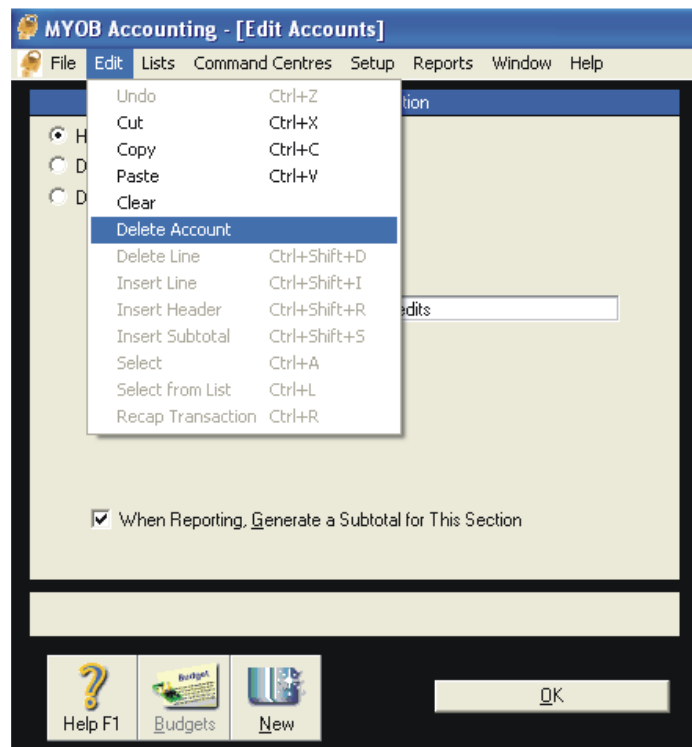 MYOB Accounting - [Edit Accounts]
File Edit Lists Command Centres Setup Reports Window Help
tion
H
D
D
Undo Ctrl+Z
Cut Ctrl+X
Copy Ctrl+C
Paste Ctrl+V
Clear
Delete Account
Delete Line Ctrl+Shift+D
Insert Line Ctrl+Shift+I
Insert Header Ctrl+Shift+R
Insert Subtotal Ctrl+Shift+S
Select Ctrl+A
Select from List Ctrl+L
Recap Transaction Ctrl+R
edits
When Reporting, Generate a Subtotal for This Section
Budget
Help F1 Budgets New OK